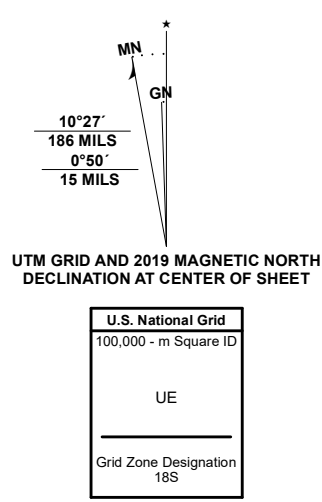 ★
MN
GN
10°27´
186 MILS
0°50´
15 MILS
UTM GRID AND 2019 MAGNETIC NORTH
DECLINATION AT CENTER OF SHEET
U.S. National Grid
100,000 - m Square ID
UE
Grid Zone Designation
18S